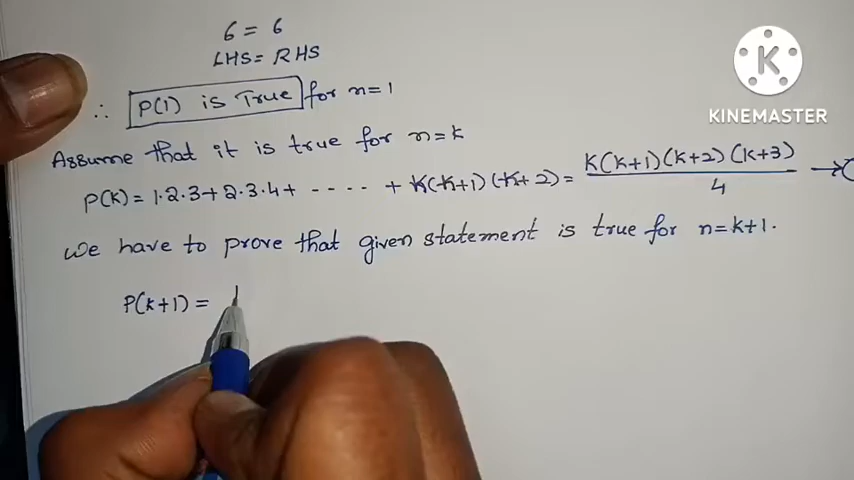 6 = 6
LHS = RHS
∴ P(1) is True for n=1
Assume that it is true for n=k
P(k) = 1·2·3+2·3·4+ ····· + k(k+1)(k+2) = K(k+1)(k+2)(k+3)/4 →
We have to prove that given statement is true for n=k+1.
P(k+1) = 1
K
KINEMASTER